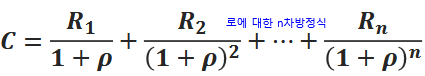 로에 대한 n차방정식
C = R₁/(1 + ρ) + R₂/(1 + ρ)² + ⋯ + Rₙ/(1 + ρ)ⁿ